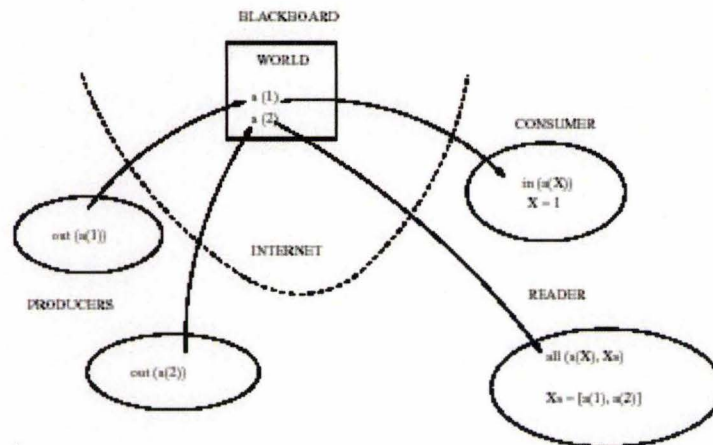 BLACKBOARD
WORLD
a (1)
a (2)
CONSUMER
in (a(X))
X = 1
out (a(1))
INTERNET
PRODUCERS
READER
out (a(2))
all (a(X), Xs)
Xs = [a(1), a(2)]